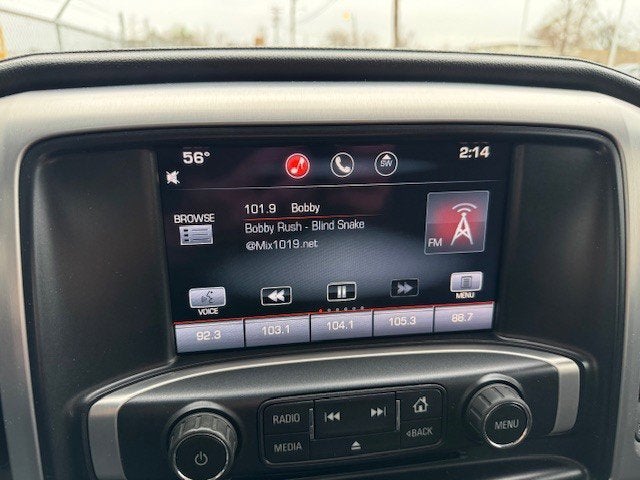 56° SW 2:14
101.9 Bobby
BROWSE Bobby Rush - Blind Snake
@Mix1019.net
FM
VOICE MENU
92.3 103.1 104.1 105.3 88.7
RADIO
MENU
MEDIA <BACK